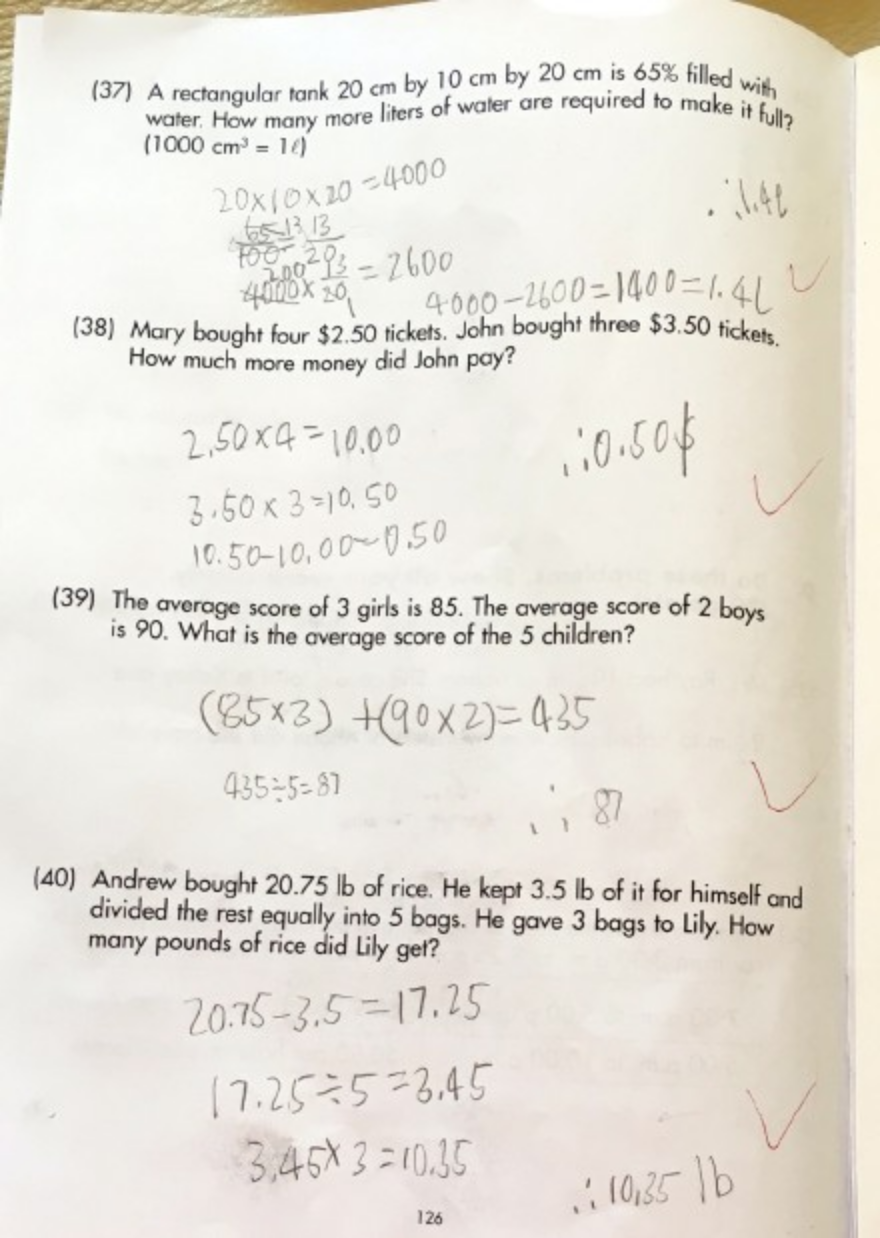 (37) A rectangular tank 20 cm by 10 cm by 20 cm is 65% filled with
water. How many more liters of water are required to make it full?
(1000 cm³ = 1ℓ)
20×10×20=4000
∴1.4ℓ
65 13 13
100 20
200 13
4000× 20 = 2600
1
4000-2600=1400=1.4L
(38) Mary bought four $2.50 tickets. John bought three $3.50 tickets.
How much more money did John pay?
2.50×4=10.00
∴0.50$
3.50×3=10.50
10.50-10.00=0.50
(39) The average score of 3 girls is 85. The average score of 2 boys
is 90. What is the average score of the 5 children?
(85×3)+(90×2)=435
435÷5=87
∴ 87
(40) Andrew bought 20.75 lb of rice. He kept 3.5 lb of it for himself and
divided the rest equally into 5 bags. He gave 3 bags to Lily. How
many pounds of rice did Lily get?
20.75-3.5=17.25
17.25÷5=3.45
3.45×3=10.35
∴10.35 lb
126